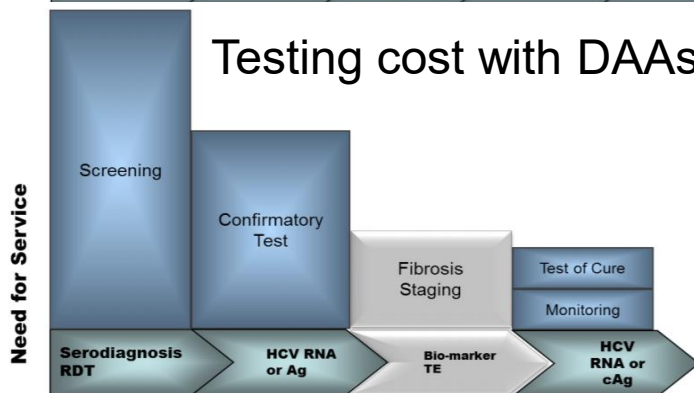 Testing cost with DAAs
Need for Service
Screening
Confirmatory
Test
Fibrosis
Staging
Test of Cure
Monitoring
Serodiagnosis
RDT
HCV RNA
or Ag
Bio-marker
TE
HCV
RNA or
cAg